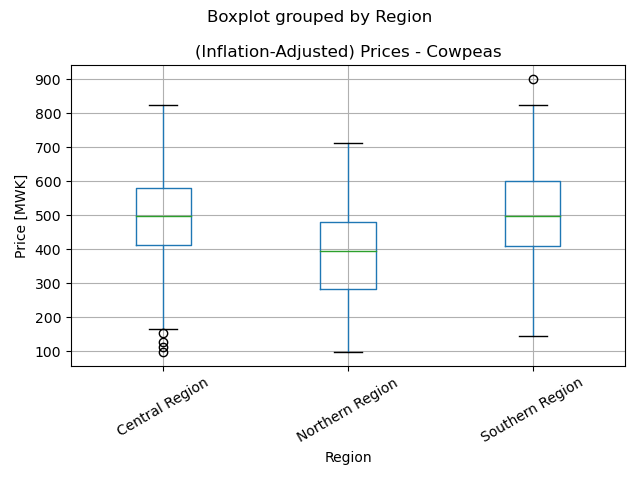 Boxplot grouped by Region
(Inflation-Adjusted) Prices - Cowpeas
900
800
700
600
500
400
300
200
100
Price [MWK]
Central Region
Northern Region
Southern Region
Region